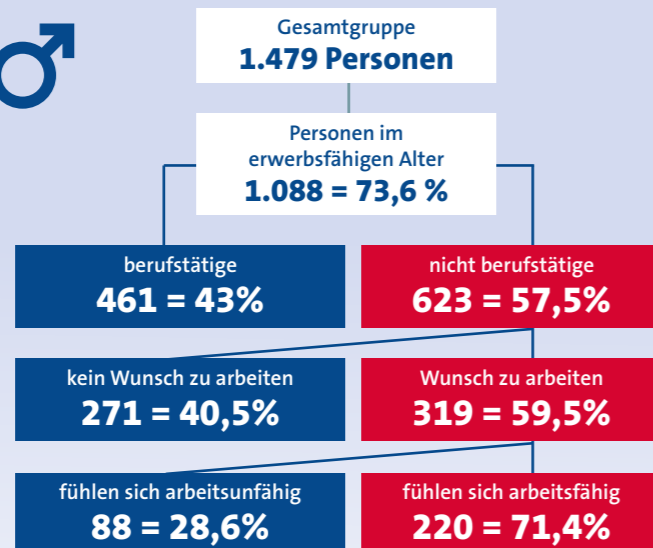 Gesamtgruppe
1.479 Personen
Personen im
erwerbsfähigen Alter
1.088 = 73,6 %
berufstätige
461 = 43%
nicht berufstätige
623 = 57,5%
kein Wunsch zu arbeiten
271 = 40,5%
Wunsch zu arbeiten
319 = 59,5%
fühlen sich arbeitsunfähig
88 = 28,6%
fühlen sich arbeitsfähig
220 = 71,4%